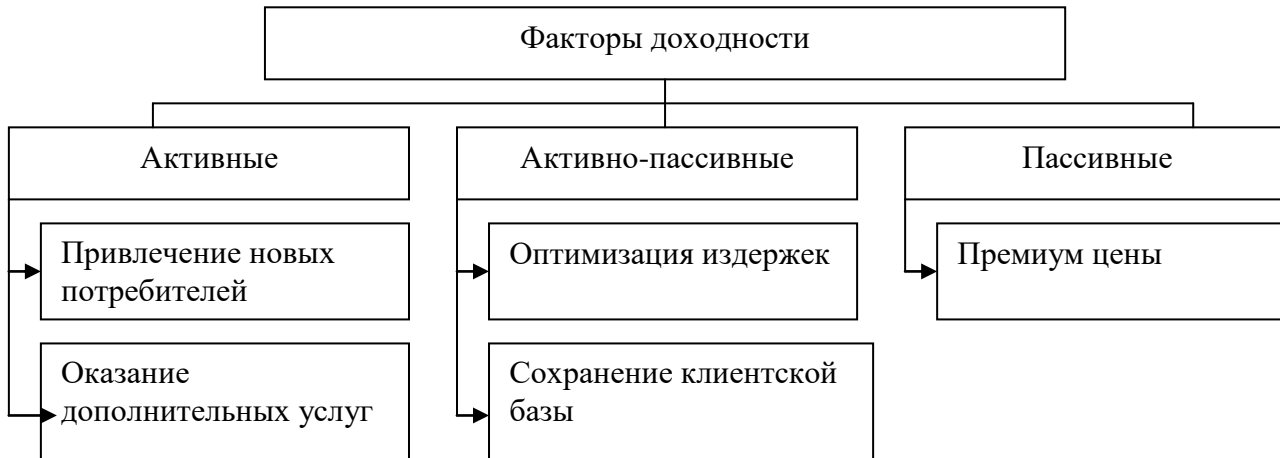 Факторы доходности
Активные
Активно-пассивные
Пассивные
Привлечение новых
потребителей
Оптимизация издержек
Премиум цены
Оказание
дополнительных услуг
Сохранение клиентской
базы